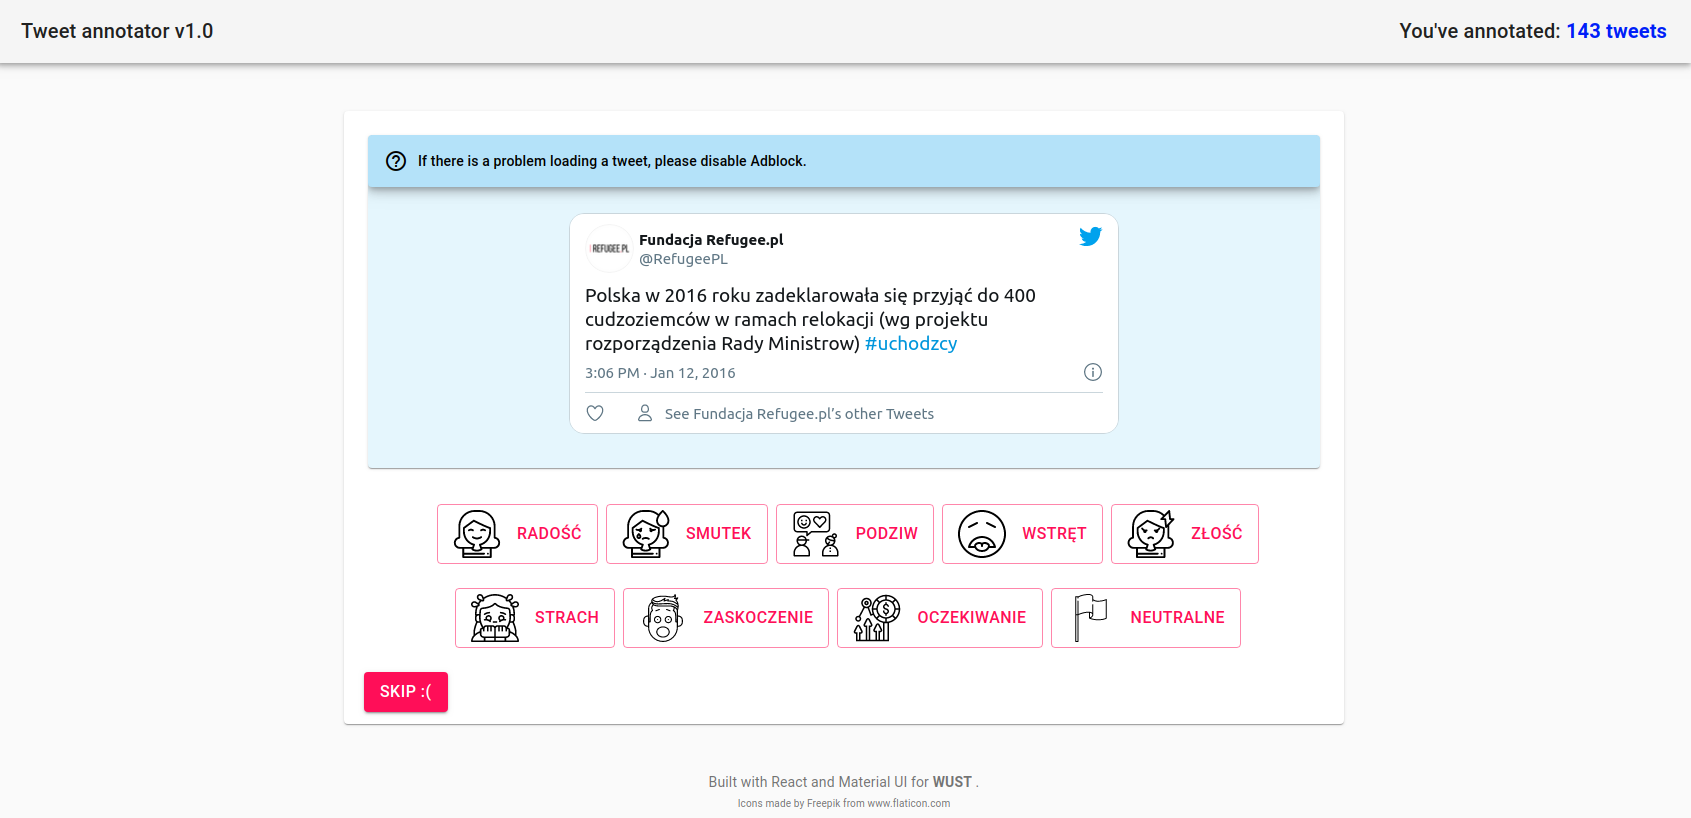 Tweet annotator v1.0
You've annotated: 143 tweets
If there is a problem loading a tweet, please disable Adblock.
REFUGEE.PL
Fundacja Refugee.pl
@RefugeePL
Polska w 2016 roku zadeklarowała się przyjąć do 400
cudzoziemców w ramach relokacji (wg projektu
rozporządzenia Rady Ministrow) #uchodzcy
3:06 PM · Jan 12, 2016
See Fundacja Refugee.pl's other Tweets
RADOŚĆ
SMUTEK
PODZIW
WSTRĘT
ZŁOŚĆ
STRACH
ZASKOCZENIE
OCZEKIWANIE
NEUTRALNE
SKIP :(
Built with React and Material UI for WUST .
Icons made by Freepik from www.flaticon.com